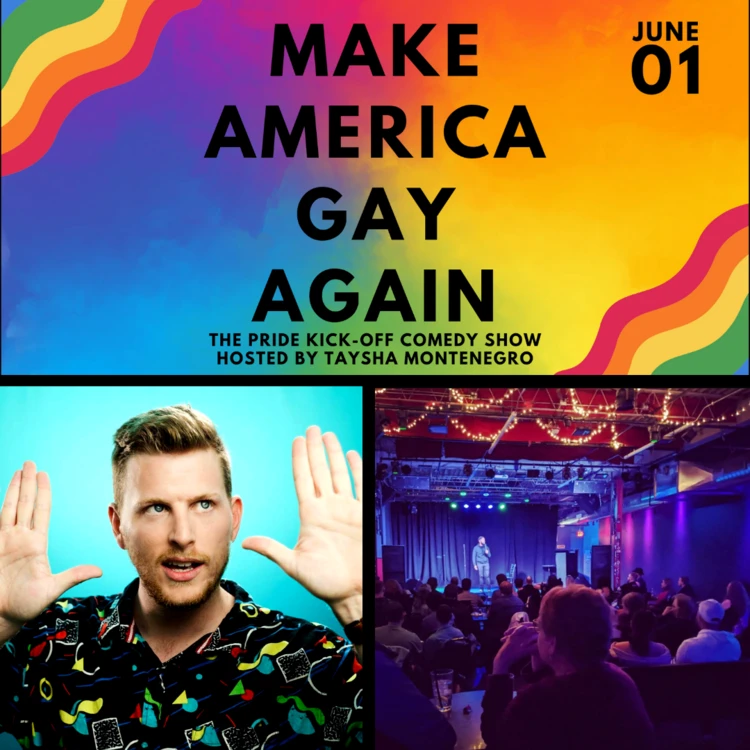 MAKE
AMERICA
GAY
AGAIN
JUNE
01
THE PRIDE KICK-OFF COMEDY SHOW
HOSTED BY TAYSHA MONTENEGRO